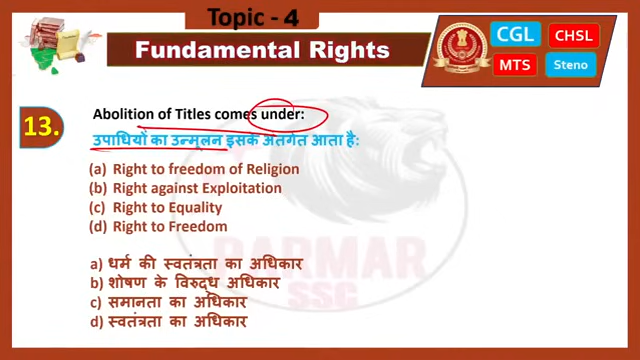 Topic - 4
Fundamental Rights
CGL
CHSL
MTS
Steno
13.
Abolition of Titles comes under:
उपाधियों का उन्मूलन इसके अंतर्गत आता है:
(a) Right to freedom of Religion
(b) Right against Exploitation
(c) Right to Equality
(d) Right to Freedom
a) धर्म की स्वतंत्रता का अधिकार
b) शोषण के विरुद्ध अधिकार
c) समानता का अधिकार
d) स्वतंत्रता का अधिकार
PARMAR
SSC